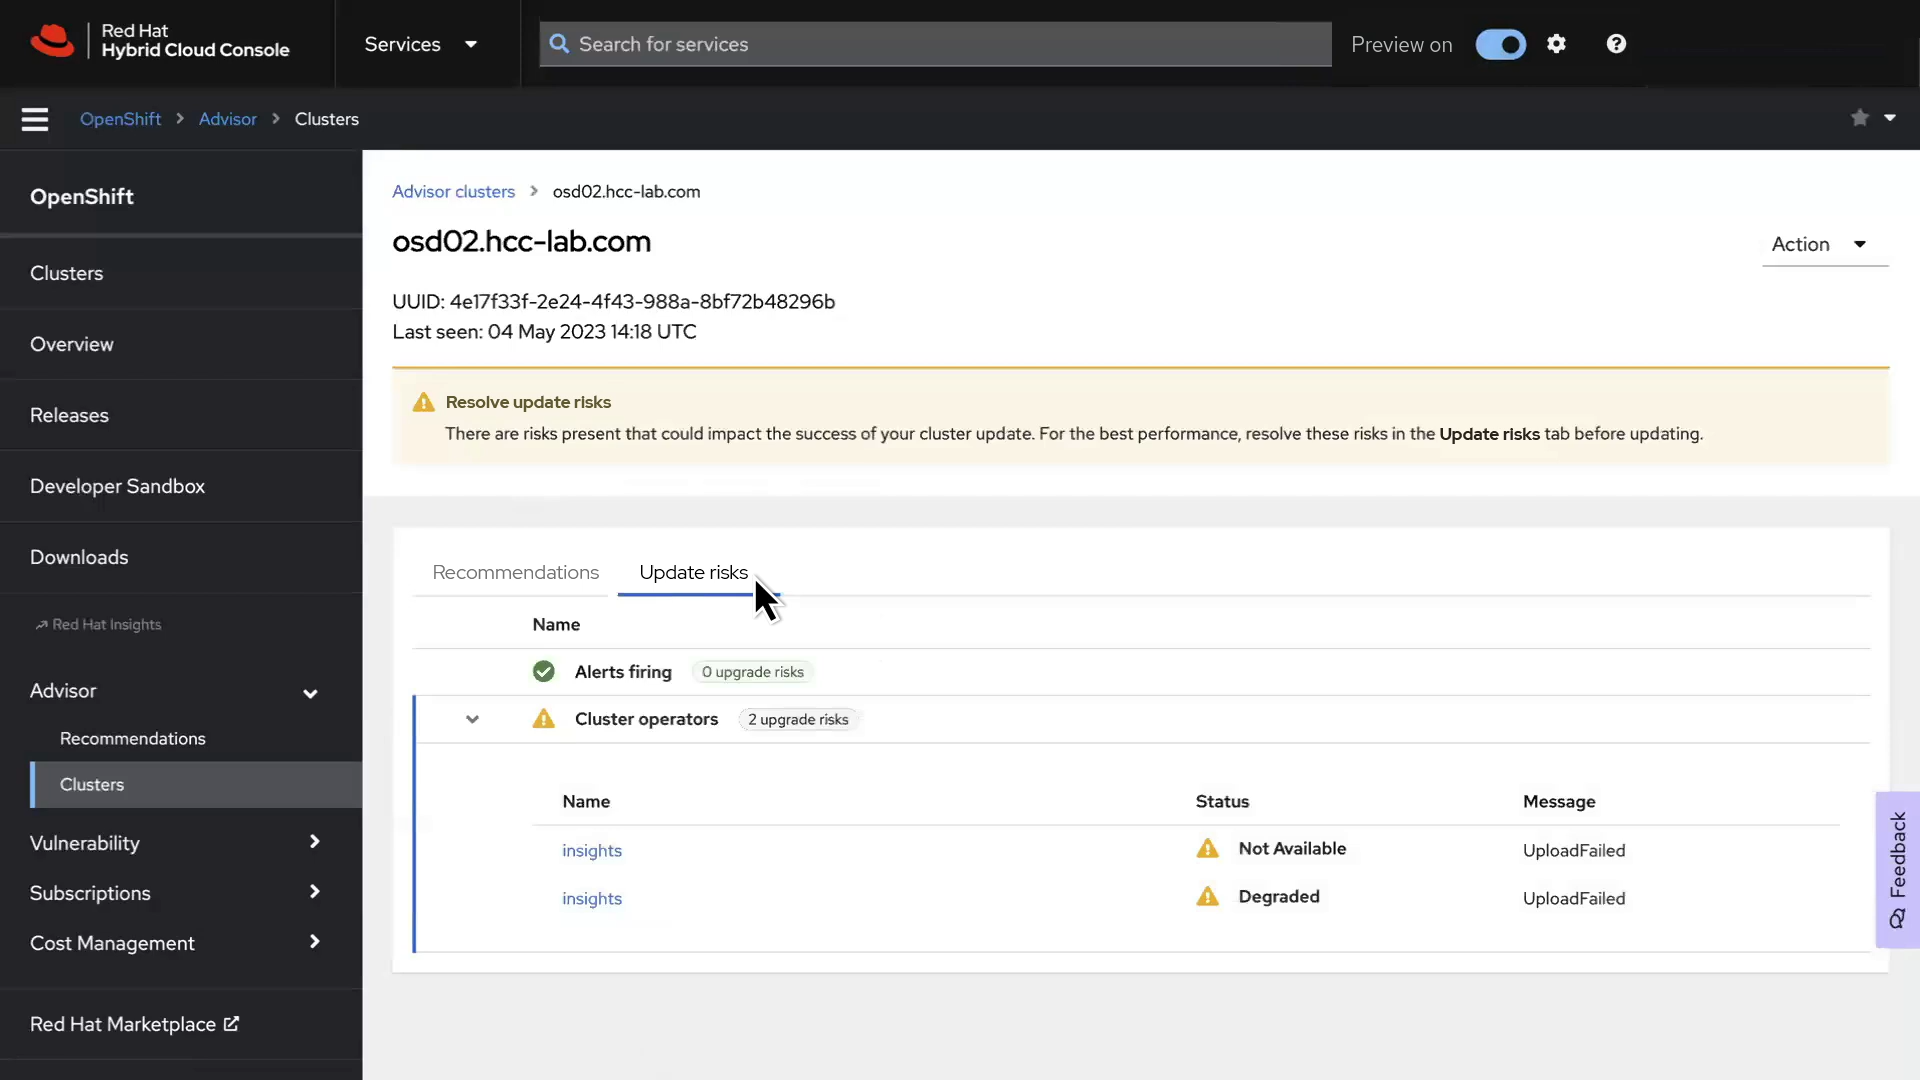 Red Hat
Hybrid Cloud Console
Services
Search for services
Preview on
OpenShift > Advisor > Clusters
OpenShift
Clusters
Overview
Releases
Developer Sandbox
Downloads
Red Hat Insights
Advisor
Recommendations
Clusters
Vulnerability
Subscriptions
Cost Management
Red Hat Marketplace
Advisor clusters > osd02.hcc-lab.com
osd02.hcc-lab.com
Action
UUID: 4e17f33f-2e24-4f43-988a-8bf72b48296b
Last seen: 04 May 2023 14:18 UTC
Resolve update risks
There are risks present that could impact the success of your cluster update. For the best performance, resolve these risks in the Update risks tab before updating.
Recommendations Update risks
Name
Alerts firing 0 upgrade risks
Cluster operators 2 upgrade risks
Name Status Message
insights Not Available UploadFailed
insights Degraded UploadFailed
Feedback